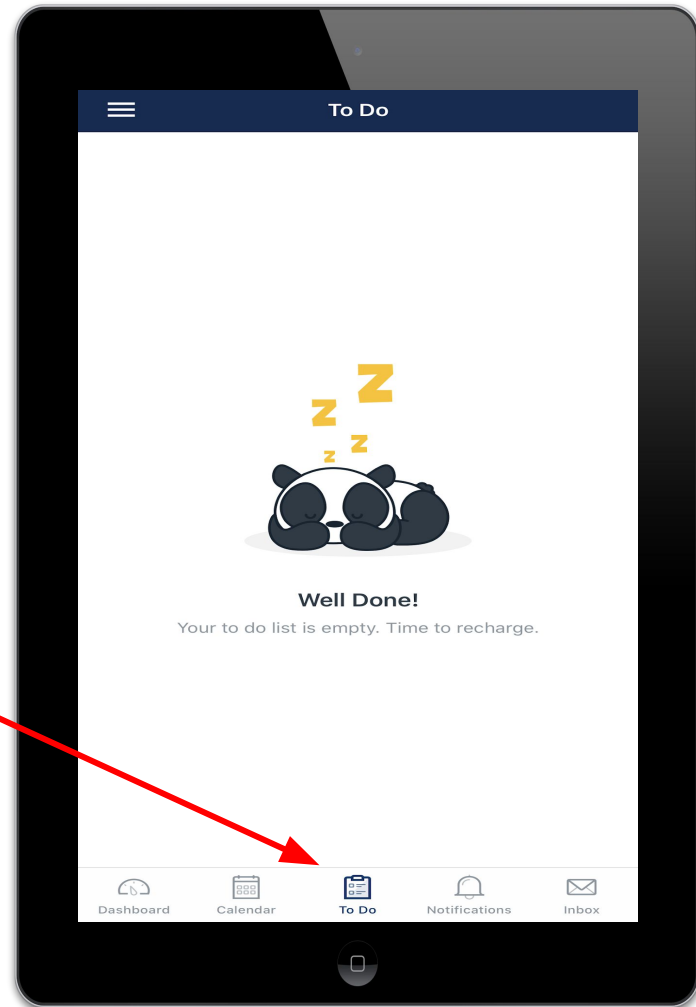 To Do
z
z
z
z
Well Done!
Your to do list is empty. Time to recharge.
Dashboard
Calendar
To Do
Notifications
Inbox